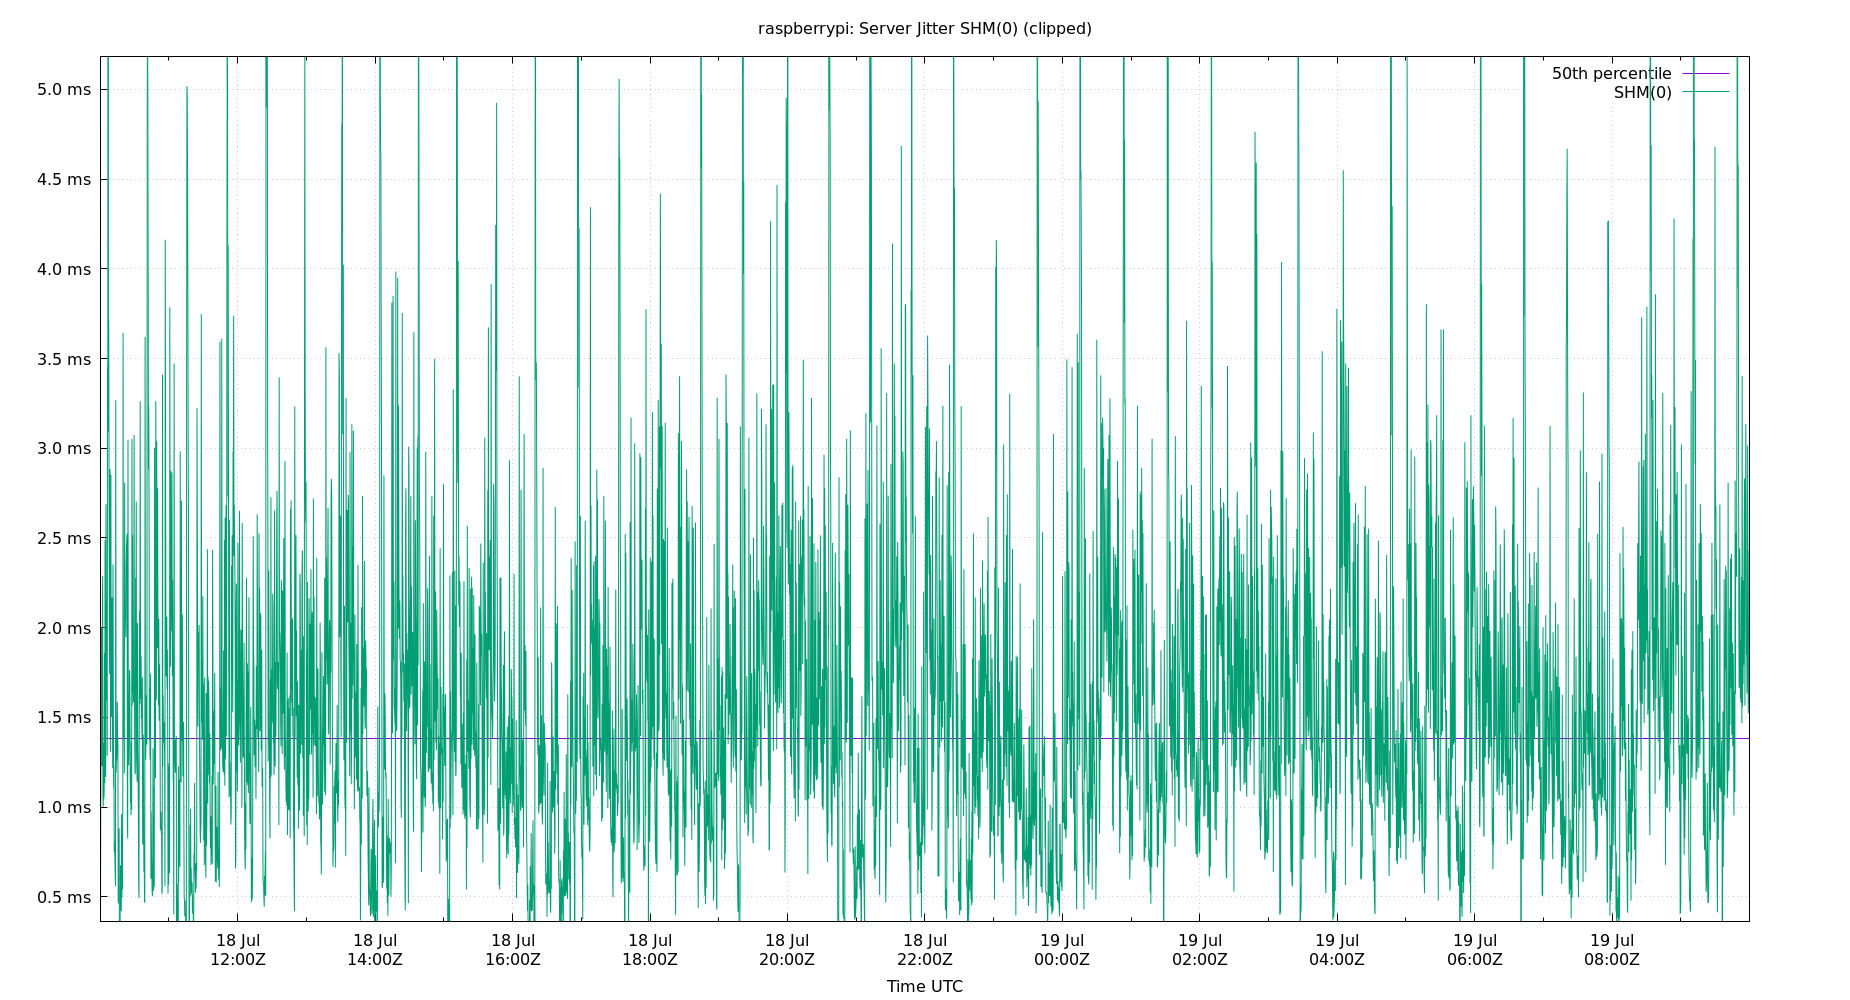 raspberrypi: Server Jitter SHM(0) (clipped)
50th percentile
SHM(0)
5.0 ms
4.5 ms
4.0 ms
3.5 ms
3.0 ms
2.5 ms
2.0 ms
1.5 ms
1.0 ms
0.5 ms
18 Jul 18 Jul 18 Jul 18 Jul 18 Jul 18 Jul 19 Jul 19 Jul 19 Jul 19 Jul 19 Jul
12:00Z 14:00Z 16:00Z 18:00Z 20:00Z 22:00Z 00:00Z 02:00Z 04:00Z 06:00Z 08:00Z
Time UTC